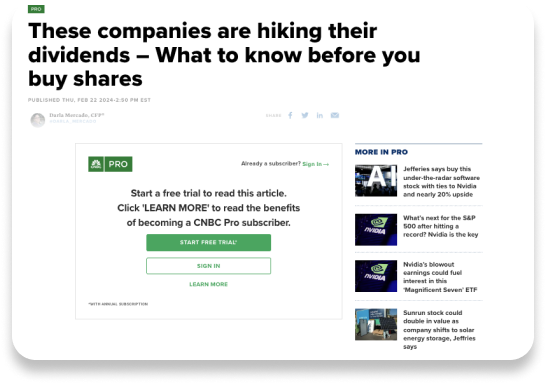 PRO
These companies are hiking their
dividends – What to know before you
buy shares
PUBLISHED THU, FEB 22 2024·2:00 PM EST
Darla Mercado, CFP®
SHARE
PRO
Already a subscriber? Sign in →
Start a free trial to read this article.
Click 'LEARN MORE' to read the benefits
of becoming a CNBC Pro subscriber.
START FREE TRIAL*
SIGN IN
LEARN MORE
*WITH ANNUAL SUBSCRIPTION
MORE IN PRO
AI
Jefferies says buy this
under-the-radar software
stock with ties to Nvidia
and nearly 20% upside
NVIDIA
What's next for the S&P
500 after hitting a
record? Nvidia is the key
NVIDIA
Nvidia's blowout
earnings could fuel
interest in this
'Magnificent Seven' ETF
Sunrun stock could
double in value as
company shifts to solar
energy storage, Jeffries
says